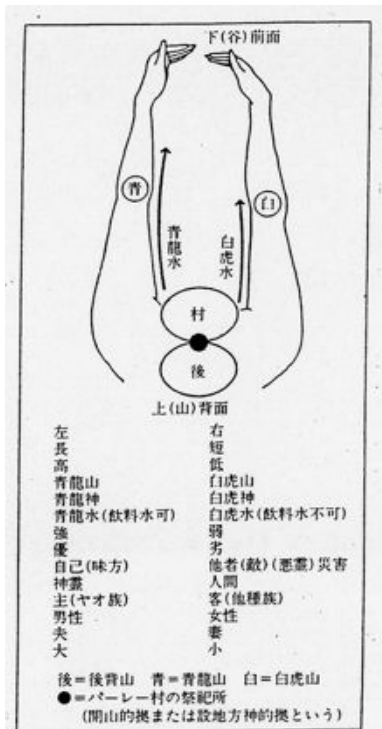 下(谷)前面
青
白
青龍水
白虎水
村
後
上(山)背面
左 右
長 短
高 低
青龍山 白虎山
青龍神 白虎神
青龍水(飲料水可) 白虎水(飲料水不可)
強 弱
優 劣
自己(味方) 他者(敵)(悪霊)災害
神霊 人間
主(ヤオ族) 客(他種族)
男性 女性
夫 妻
大 小
後=後背山 青=青龍山 白=白虎山
●=パーレー村の祭祀所
(開山的拠または設地方神的拠という)